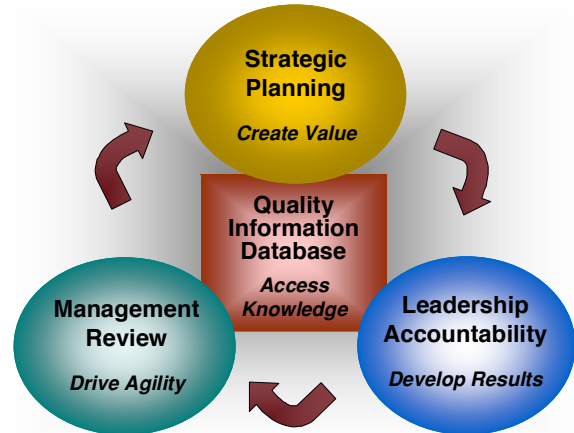 Strategic
Planning
Create Value
Quality
Information
Database
Access
Knowledge
Management
Review
Drive Agility
Leadership
Accountability
Develop Results